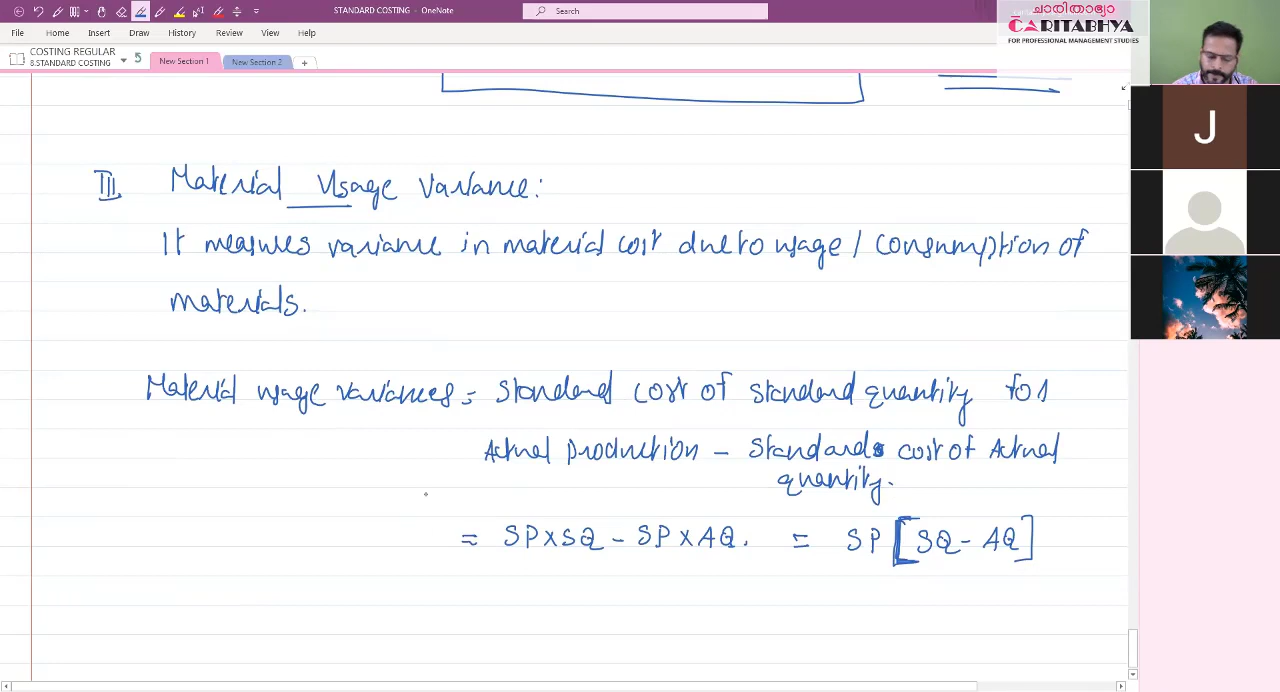 STANDARD COSTING - OneNote
Search
ചാരിതാഭ്യാ
CARITABHYA
FOR PROFESSIONAL MANAGEMENT STUDIES
File Home Insert Draw History Review View Help
COSTING REGULAR
8.STANDARD COSTING
5
New Section 1
New Section 2
+
J
III Material Usage Variance:
It measures variance in material cost due to usage / consumption of
materials.
Material usage variances = Standard cost of standard quantity for
Actual Production - Standard cost of Actual
quantity.
= SP X SQ - SP X AQ. = SP [SQ - AQ]